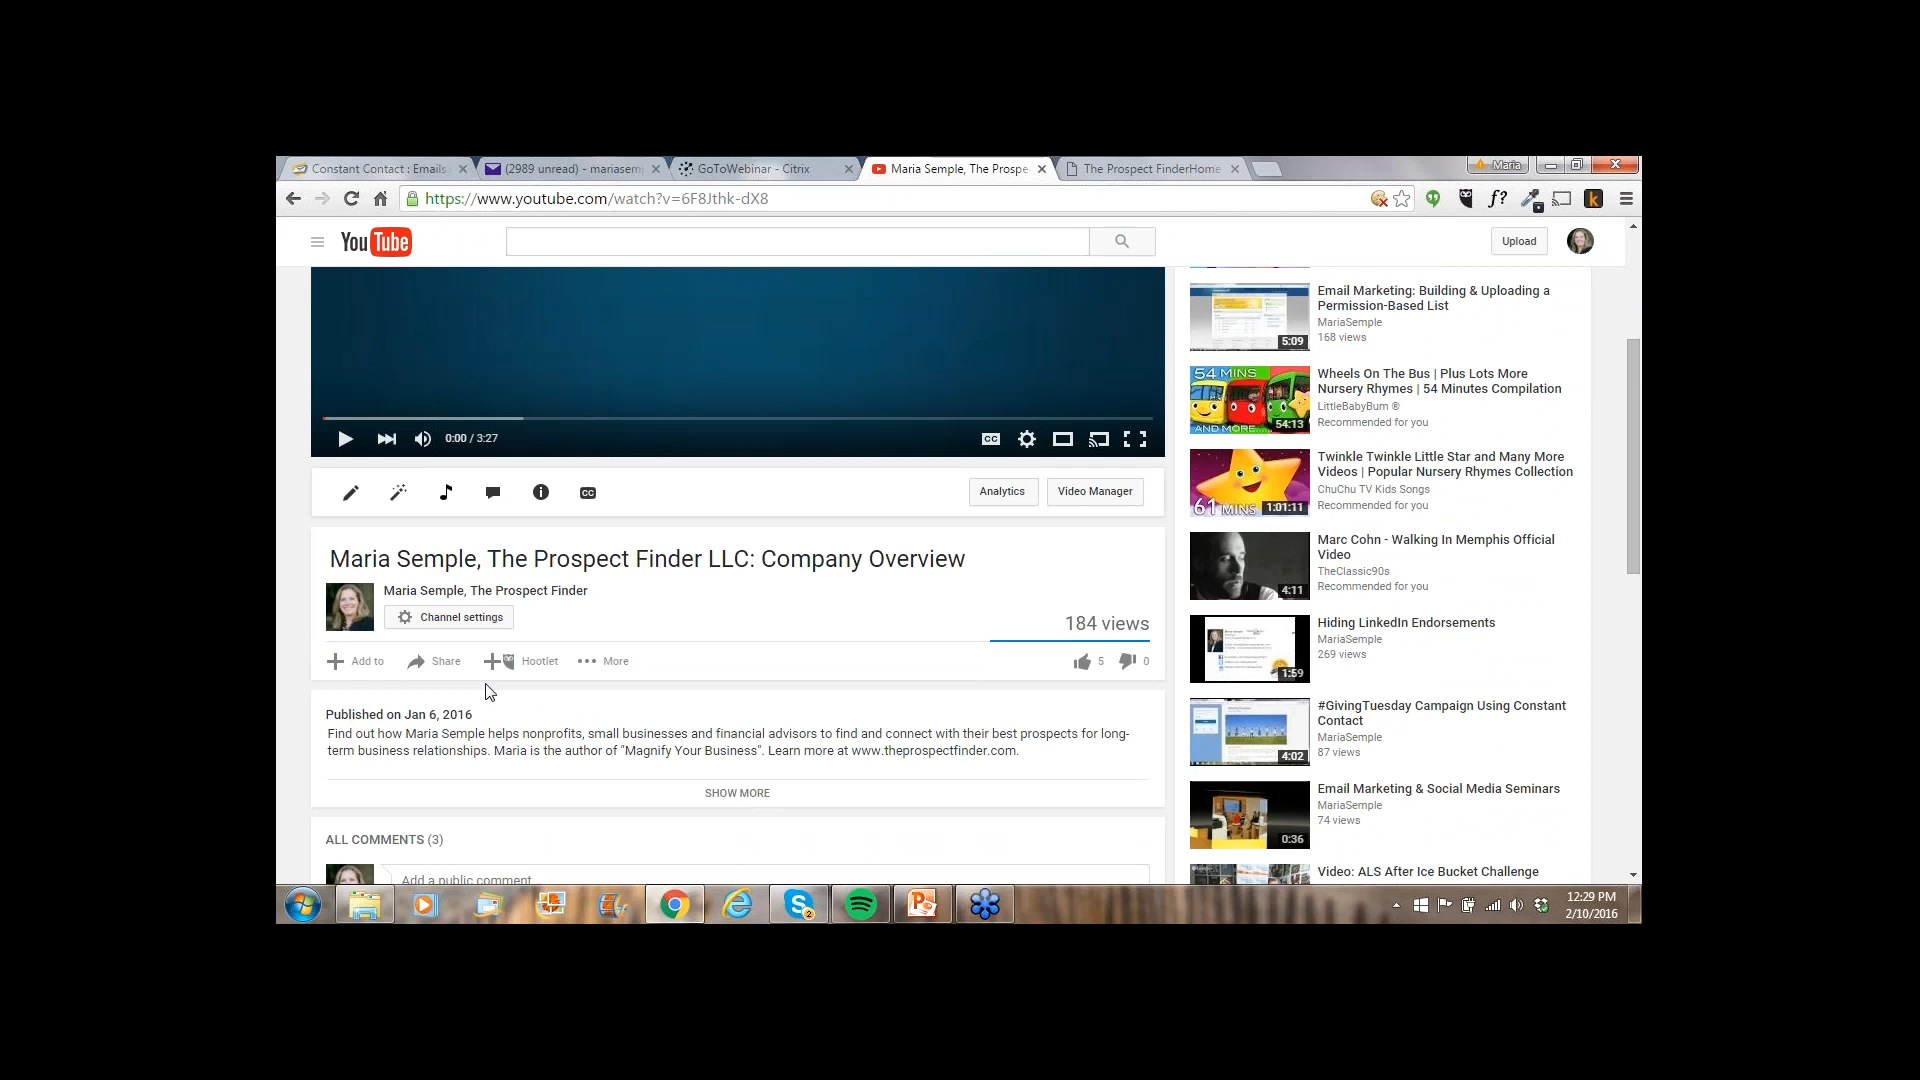 Constant Contact : Emails
(2989 unread) - mariasem
GoToWebinar - Citrix
Maria Semple, The Prospe
The Prospect FinderHome
Maria
https://www.youtube.com/watch?v=6F8Jthk-dX8
f?
k
YouTube
Upload
0:00 / 3:27
CC
CC
Analytics
Video Manager
Maria Semple, The Prospect Finder LLC: Company Overview
Maria Semple, The Prospect Finder
Channel settings
184 views
Add to
Share
Hootlet
More
5
0
Published on Jan 6, 2016
Find out how Maria Semple helps nonprofits, small businesses and financial advisors to find and connect with their best prospects for long-
term business relationships. Maria is the author of "Magnify Your Business". Learn more at www.theprospectfinder.com.
SHOW MORE
ALL COMMENTS (3)
Add a public comment
5:09
Email Marketing: Building & Uploading a
Permission-Based List
MariaSemple
168 views
54 MINS
AND MORE...
54:13
Wheels On The Bus | Plus Lots More
Nursery Rhymes | 54 Minutes Compilation
LittleBabyBum ®
Recommended for you
61 MINS
1:01:11
Twinkle Twinkle Little Star and Many More
Videos | Popular Nursery Rhymes Collection
ChuChu TV Kids Songs
Recommended for you
4:11
Marc Cohn - Walking In Memphis Official
Video
TheClassic90s
Recommended for you
1:59
Hiding LinkedIn Endorsements
MariaSemple
269 views
4:02
#GivingTuesday Campaign Using Constant
Contact
MariaSemple
87 views
0:36
Email Marketing & Social Media Seminars
MariaSemple
74 views
Video: ALS After Ice Bucket Challenge
2
12:29 PM
2/10/2016